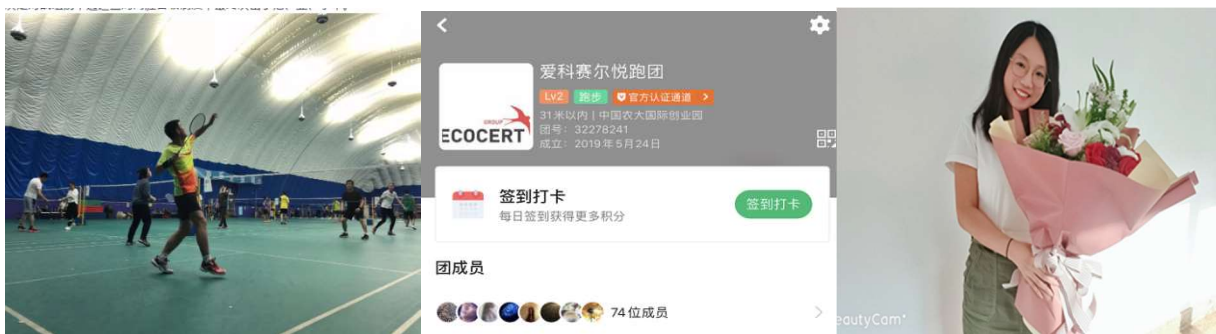 爱科赛尔悦跑团
Lv2 跑步 官方认证通道 >
GROUP
ECOCERT
31米以内 | 中国农大国际创业园
团号: 32278241
成立: 2019年5月24日
签到打卡
每日签到获得更多积分
签到打卡
团成员
74位成员
eautyCam